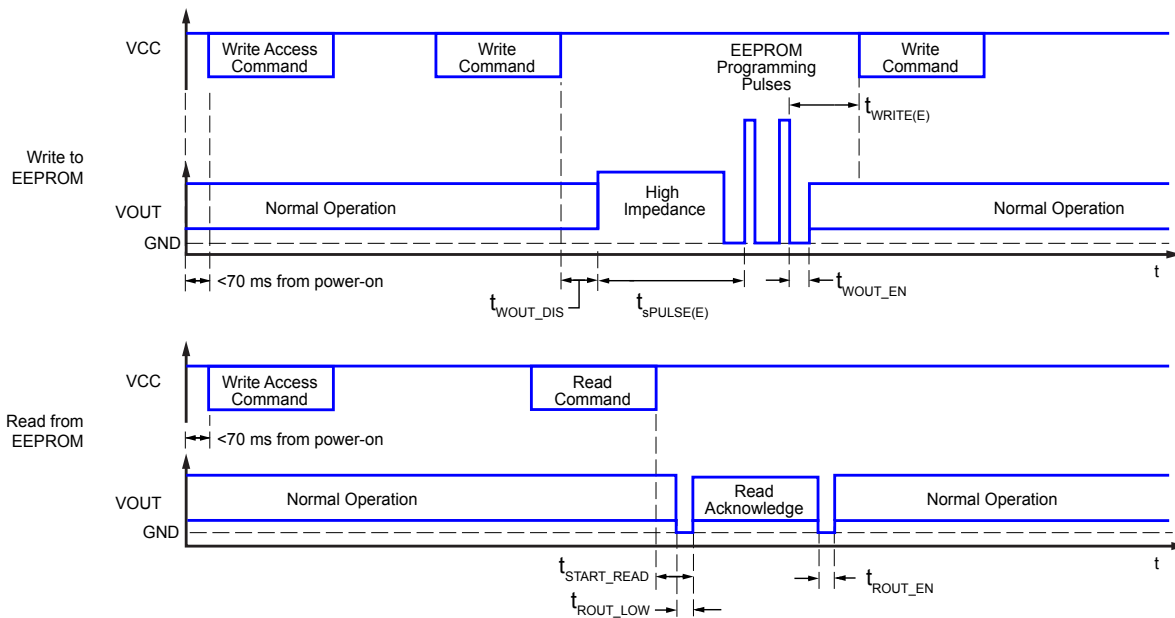 VCC
Write Access
Command
Write
Command
EEPROM
Programming
Pulses
Write
Command
tWRITE(E)
Write to
EEPROM
VOUT
Normal Operation
High
Impedance
Normal Operation
GND
t
<70 ms from power-on
tWOUT_DIS
tsPULSE(E)
tWOUT_EN
VCC
Write Access
Command
Read
Command
Read from
EEPROM
<70 ms from power-on
VOUT
Normal Operation
Read
Acknowledge
Normal Operation
GND
t
tSTART_READ
tROUT_EN
tROUT_LOW